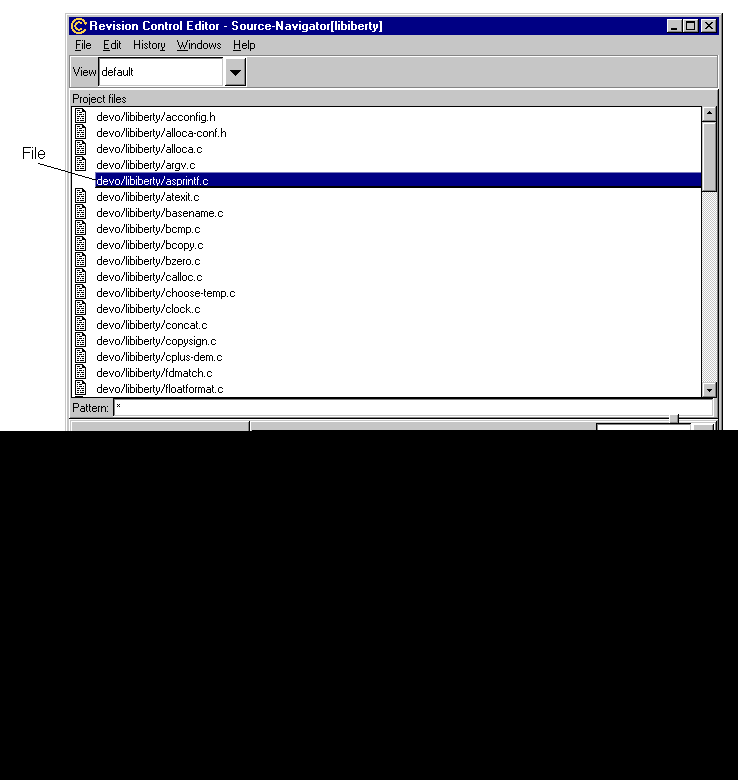 Revision Control Editor - Source-Navigator[libiberty]
File Edit History Windows Help
View default
Project files
devo/libiberty/acconfig.h
devo/libiberty/alloca-conf.h
devo/libiberty/alloca.c
File
devo/libiberty/argv.c
devo/libiberty/asprintf.c
devo/libiberty/atexit.c
devo/libiberty/basename.c
devo/libiberty/bcmp.c
devo/libiberty/bcopy.c
devo/libiberty/bzero.c
devo/libiberty/calloc.c
devo/libiberty/choose-temp.c
devo/libiberty/clock.c
devo/libiberty/concat.c
devo/libiberty/copysign.c
devo/libiberty/cplus-dem.c
devo/libiberty/fdmatch.c
devo/libiberty/floatformat.c
Pattern: *